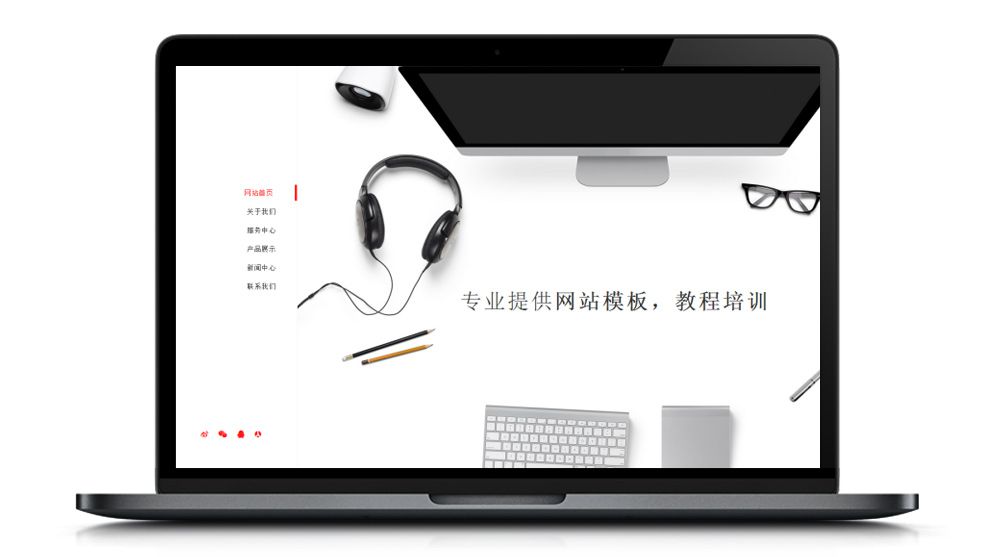 网站首页
关于我们
服务中心
产品展示
新闻中心
联系我们
专业提供网站模板，教程培训